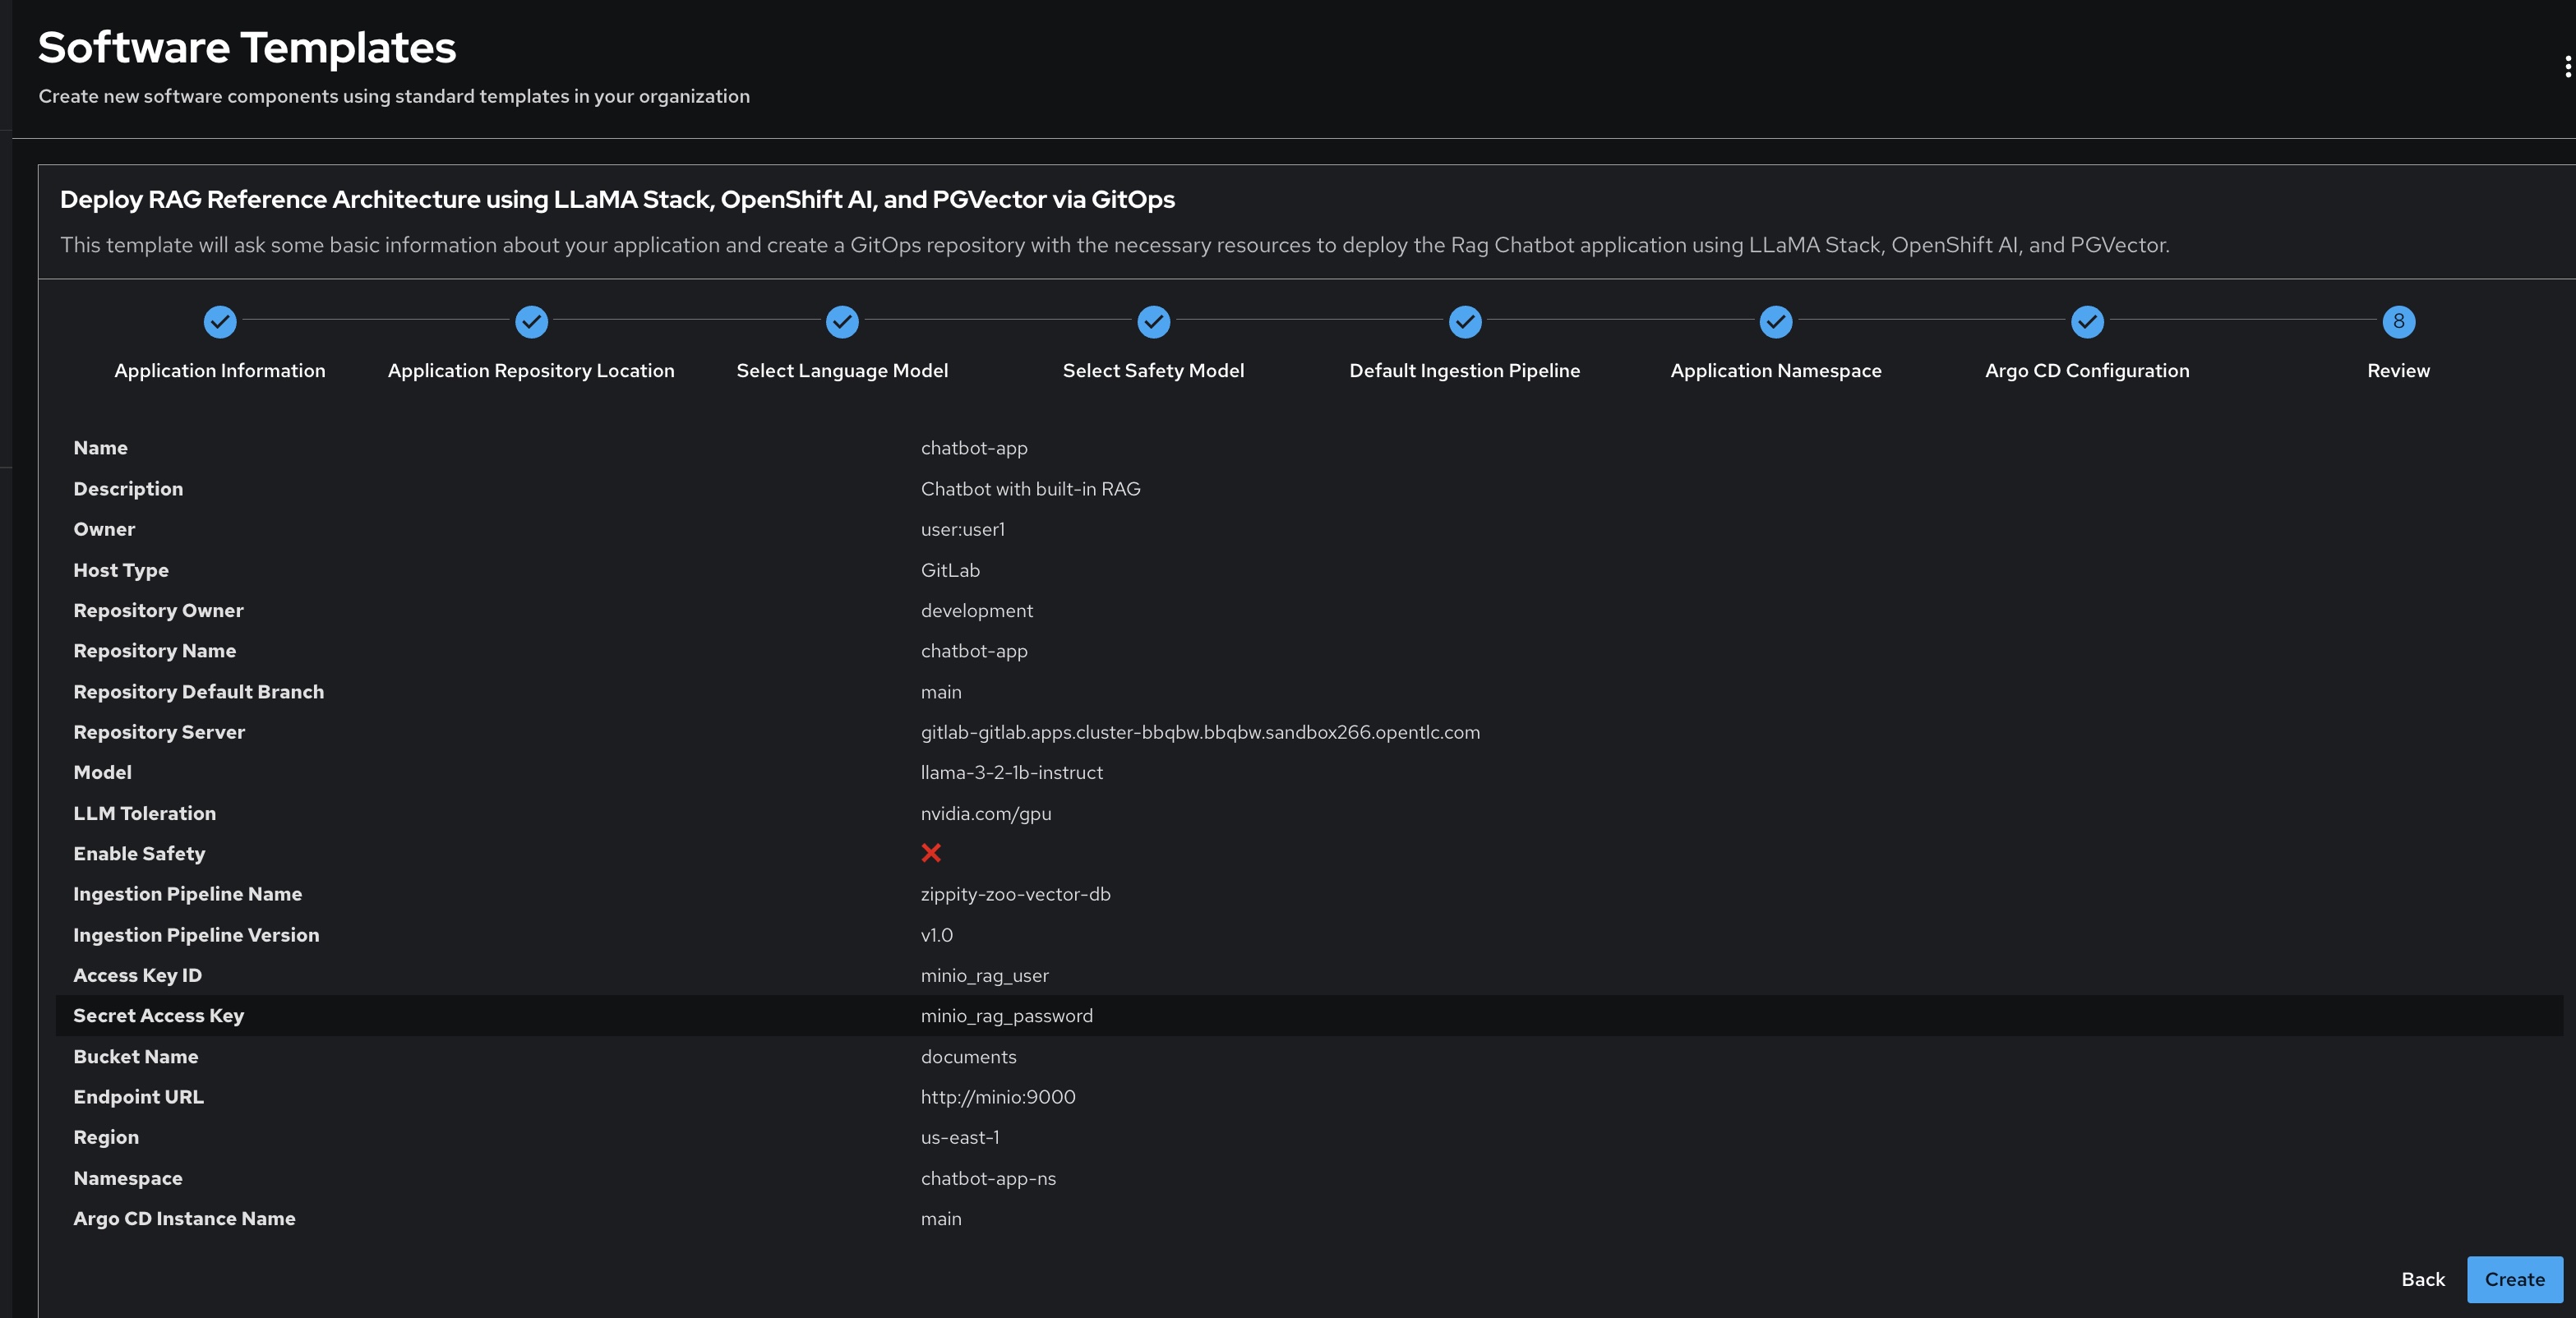 Software Templates
Create new software components using standard templates in your organization
Deploy RAG Reference Architecture using LLaMA Stack, OpenShift AI, and PGVector via GitOps
This template will ask some basic information about your application and create a GitOps repository with the necessary resources to deploy the Rag Chatbot application using LLaMA Stack, OpenShift AI, and PGVector.
8
Application Information Application Repository Location Select Language Model Select Safety Model Default Ingestion Pipeline Application Namespace Argo CD Configuration Review
Name chatbot-app
Description Chatbot with built-in RAG
Owner user:user1
Host Type GitLab
Repository Owner development
Repository Name chatbot-app
Repository Default Branch main
Repository Server gitlab-gitlab.apps.cluster-bbqbw.bbqbw.sandbox266.opentlc.com
Model llama-3-2-1b-instruct
LLM Toleration nvidia.com/gpu
Enable Safety ❌
Ingestion Pipeline Name zippity-zoo-vector-db
Ingestion Pipeline Version v1.0
Access Key ID minio_rag_user
Secret Access Key minio_rag_password
Bucket Name documents
Endpoint URL http://minio:9000
Region us-east-1
Namespace chatbot-app-ns
Argo CD Instance Name main
Back Create